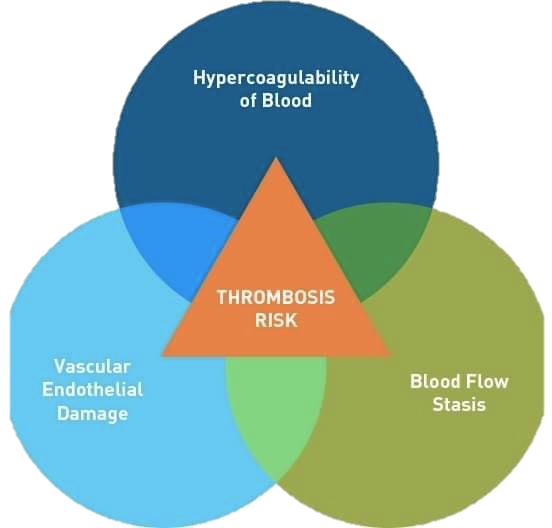 Hypercoagulability
of Blood
THROMBOSIS
RISK
Vascular
Endothelial
Damage
Blood Flow
Stasis